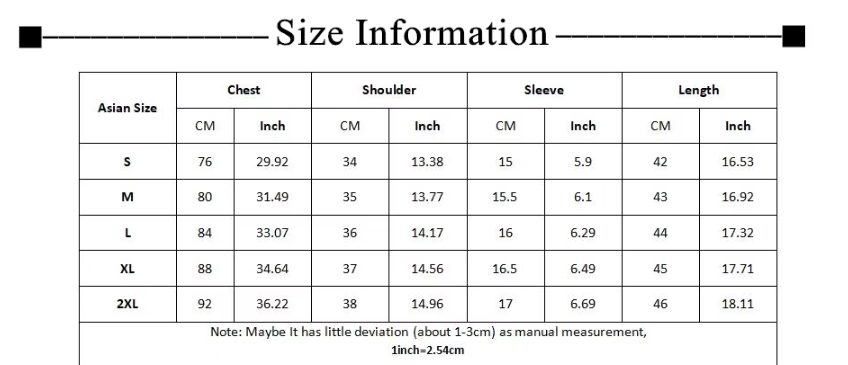 Size Information
Asian Size Chest Shoulder Sleeve Length
CM Inch CM Inch CM Inch CM Inch
S 76 29.92 34 13.38 15 5.9 42 16.53
M 80 31.49 35 13.77 15.5 6.1 43 16.92
L 84 33.07 36 14.17 16 6.29 44 17.32
XL 88 34.64 37 14.56 16.5 6.49 45 17.71
2XL 92 36.22 38 14.96 17 6.69 46 18.11
Note: Maybe It has little deviation (about 1-3cm) as manual measurement,
1inch=2.54cm